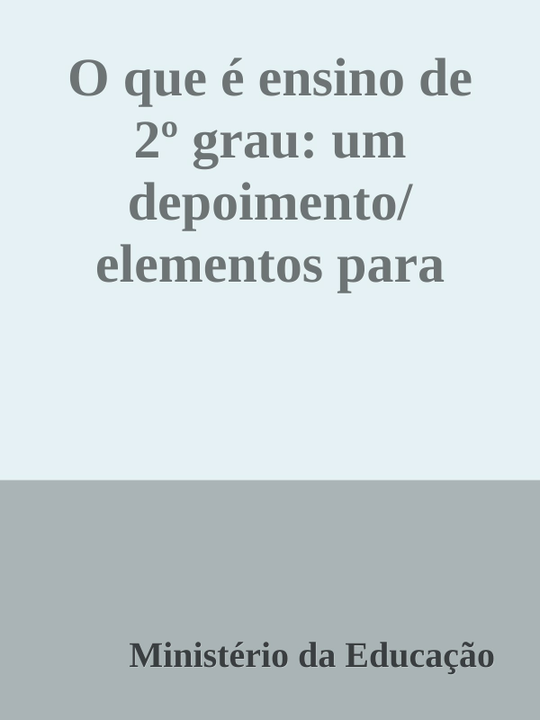 O que é ensino de
2º grau: um
depoimento/
elementos para
Ministério da Educação